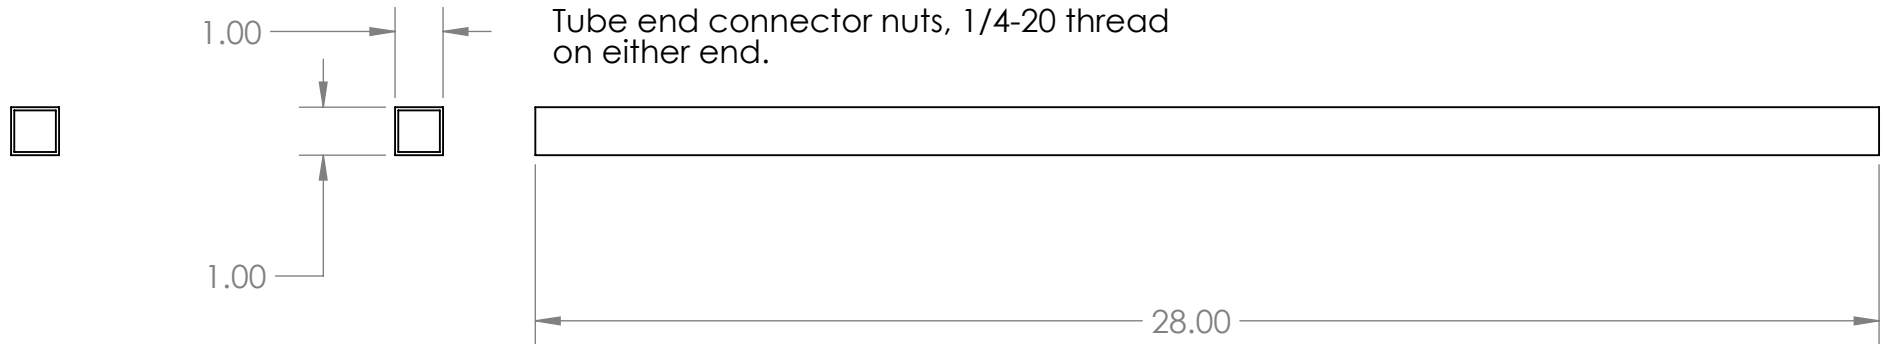 1.00
Tube end connector nuts, 1/4-20 thread
on either end.
1.00
28.00